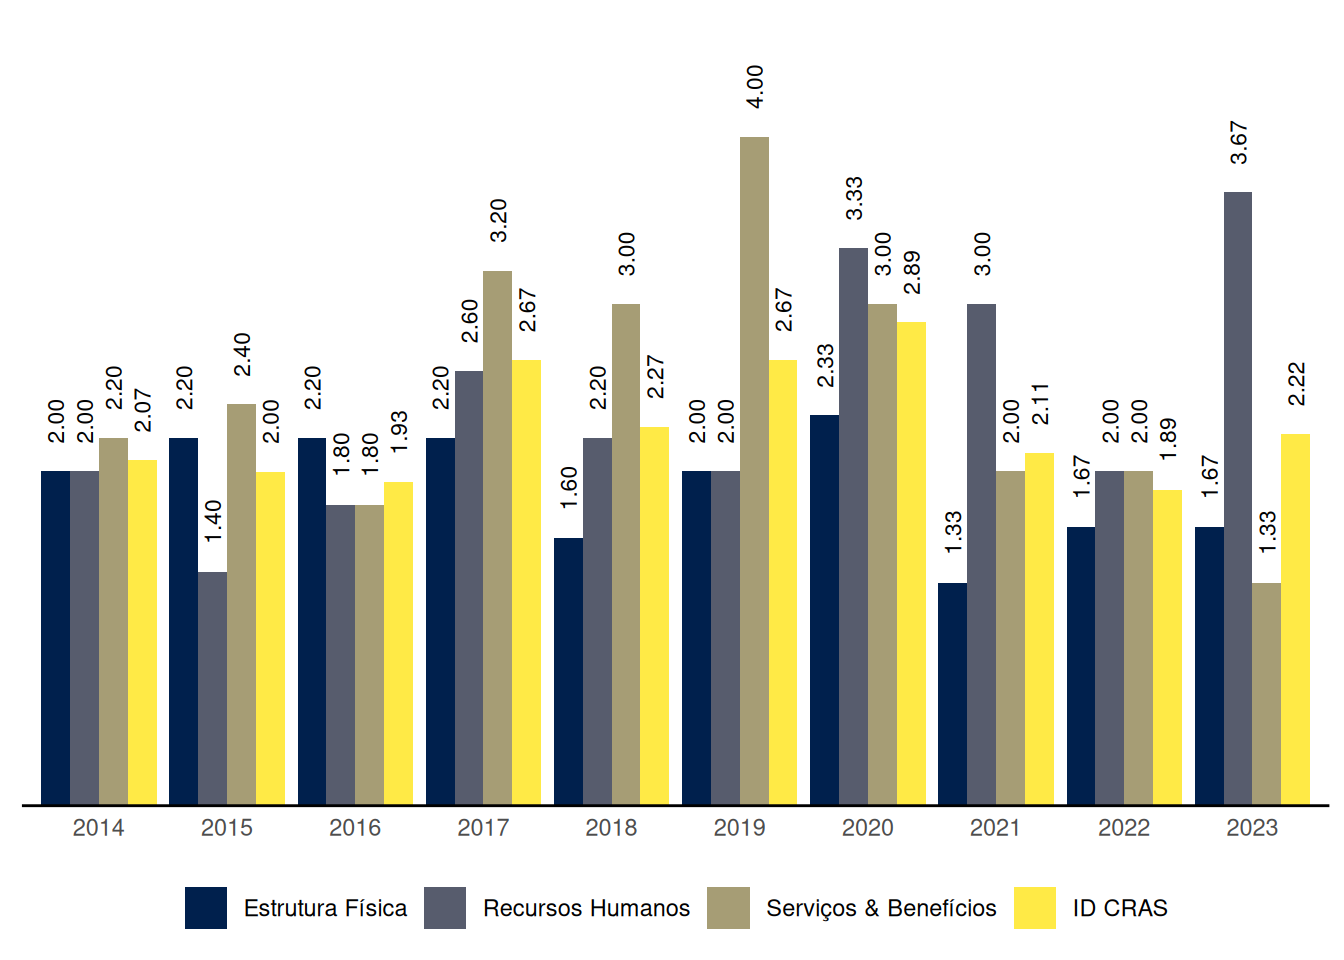 2.00 2.00 2.20 2.07
2.20 1.40 2.40 2.00
2.20 1.80 1.80 1.93
2.20 2.60 3.20 2.67
1.60 2.20 3.00 2.27
2.00 2.00 4.00 2.67
2.33 3.33 3.00 2.89
1.33 3.00 2.00 2.11
1.67 2.00 2.00 1.89
1.67 3.67 1.33 2.22
2014 2015 2016 2017 2018 2019 2020 2021 2022 2023
Estrutura Física Recursos Humanos Serviços & Benefícios ID CRAS